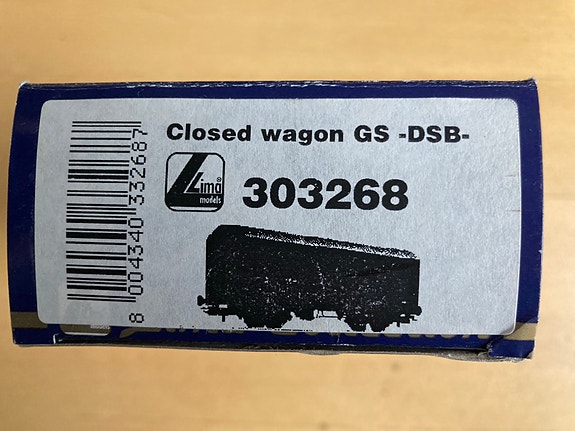 Closed wagon GS -DSB-
Lima®
models
303268
8 004340 332687